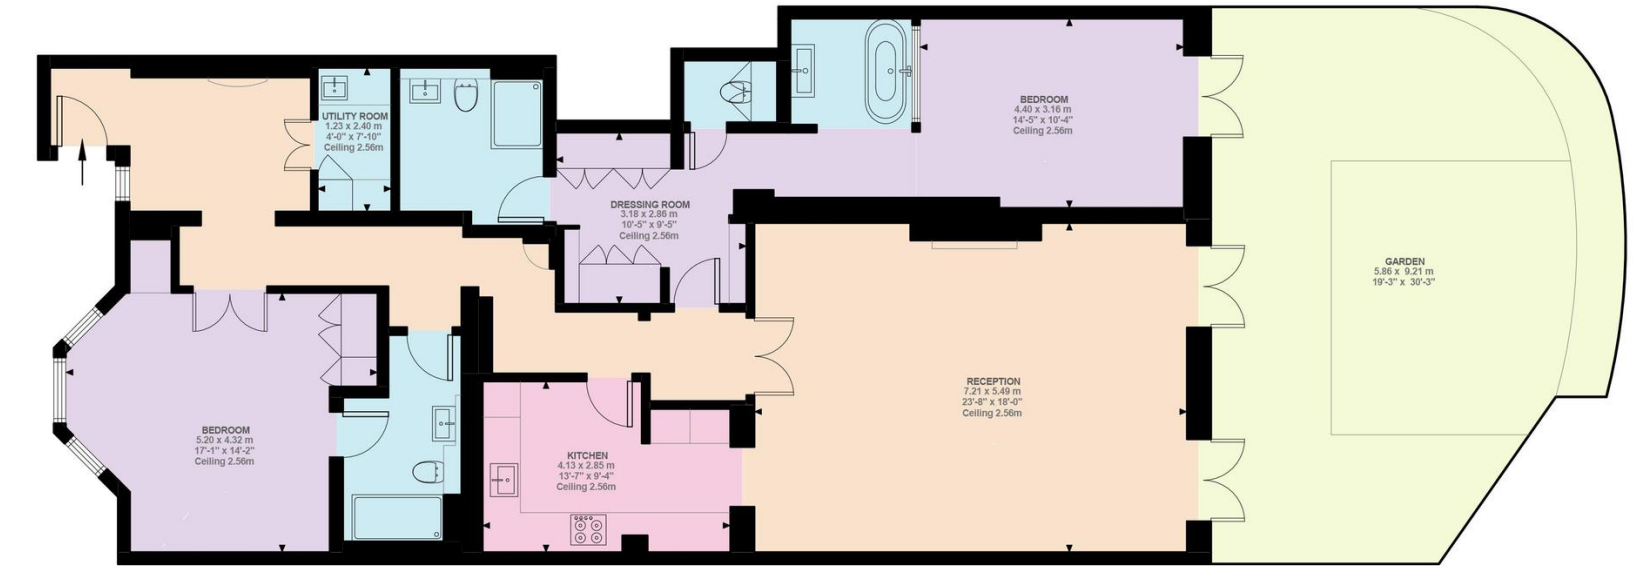 UTILITY ROOM
1.23 x 2.40 m
4'-0" x 7'-10"
Ceiling 2.56m
BEDROOM
4.40 x 3.16 m
14'-5" x 10'-4"
Ceiling 2.56m
DRESSING ROOM
3.18 x 2.86 m
10'-5" x 9'-5"
Ceiling 2.56m
GARDEN
5.86 x 9.21 m
19'-3" x 30'-3"
RECEPTION
7.21 x 5.49 m
23'-8" x 18'-0"
Ceiling 2.56m
BEDROOM
5.20 x 4.32 m
17'-1" x 14'-2"
Ceiling 2.56m
KITCHEN
4.13 x 2.85 m
13'-7" x 9'-4"
Ceiling 2.56m